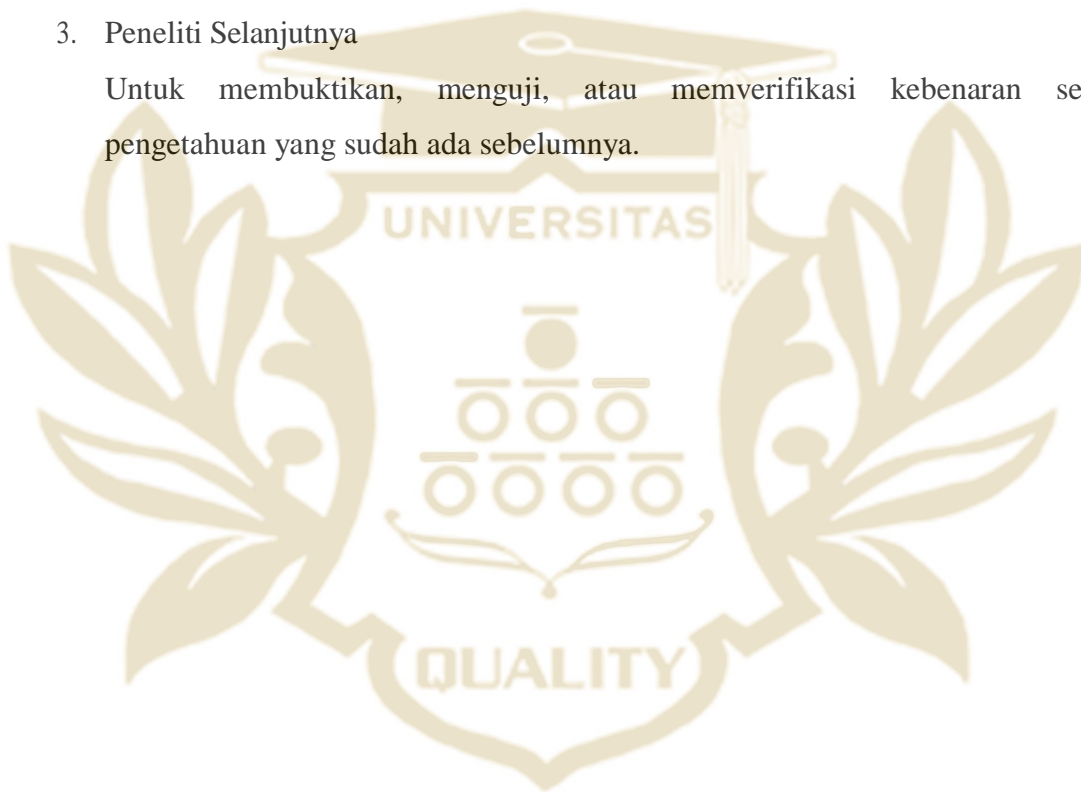 3. Peneliti Selanjutnya
Untuk membuktikan, menguji, atau memverifikasi kebenaran se
pengetahuan yang sudah ada sebelumnya.
UNIVERSITAS
QUALITY